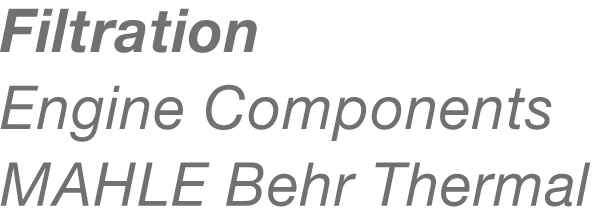 Filtration
Engine Components
MAHLE Behr Thermal